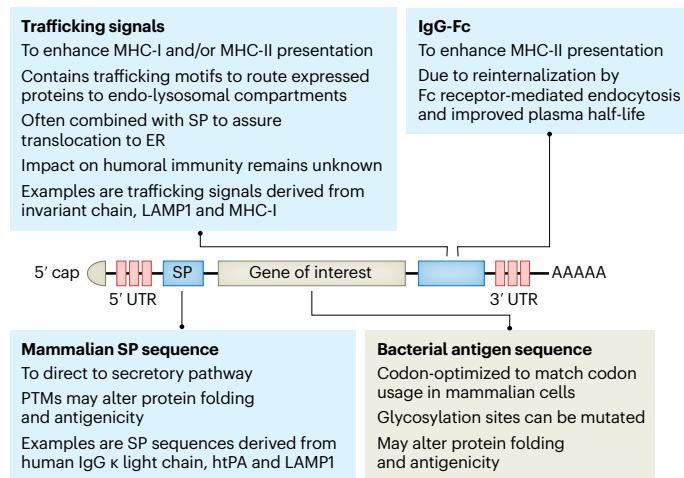 Trafficking signals
To enhance MHC-I and/or MHC-II presentation
Contains trafficking motifs to route expressed
proteins to endo-lysosomal compartments
Often combined with SP to assure
translocation to ER
Impact on humoral immunity remains unknown
Examples are trafficking signals derived from
invariant chain, LAMP1 and MHC-I
IgG-Fc
To enhance MHC-II presentation
Due to reinternalization by
Fc receptor-mediated endocytosis
and improved plasma half-life
5′ cap
SP
Gene of interest
AAAAA
5′ UTR
3′ UTR
Mammalian SP sequence
To direct to secretory pathway
PTMs may alter protein folding
and antigenicity
Examples are SP sequences derived from
human IgG κ light chain, htPA and LAMP1
Bacterial antigen sequence
Codon-optimized to match codon
usage in mammalian cells
Glycosylation sites can be mutated
May alter protein folding
and antigenicity